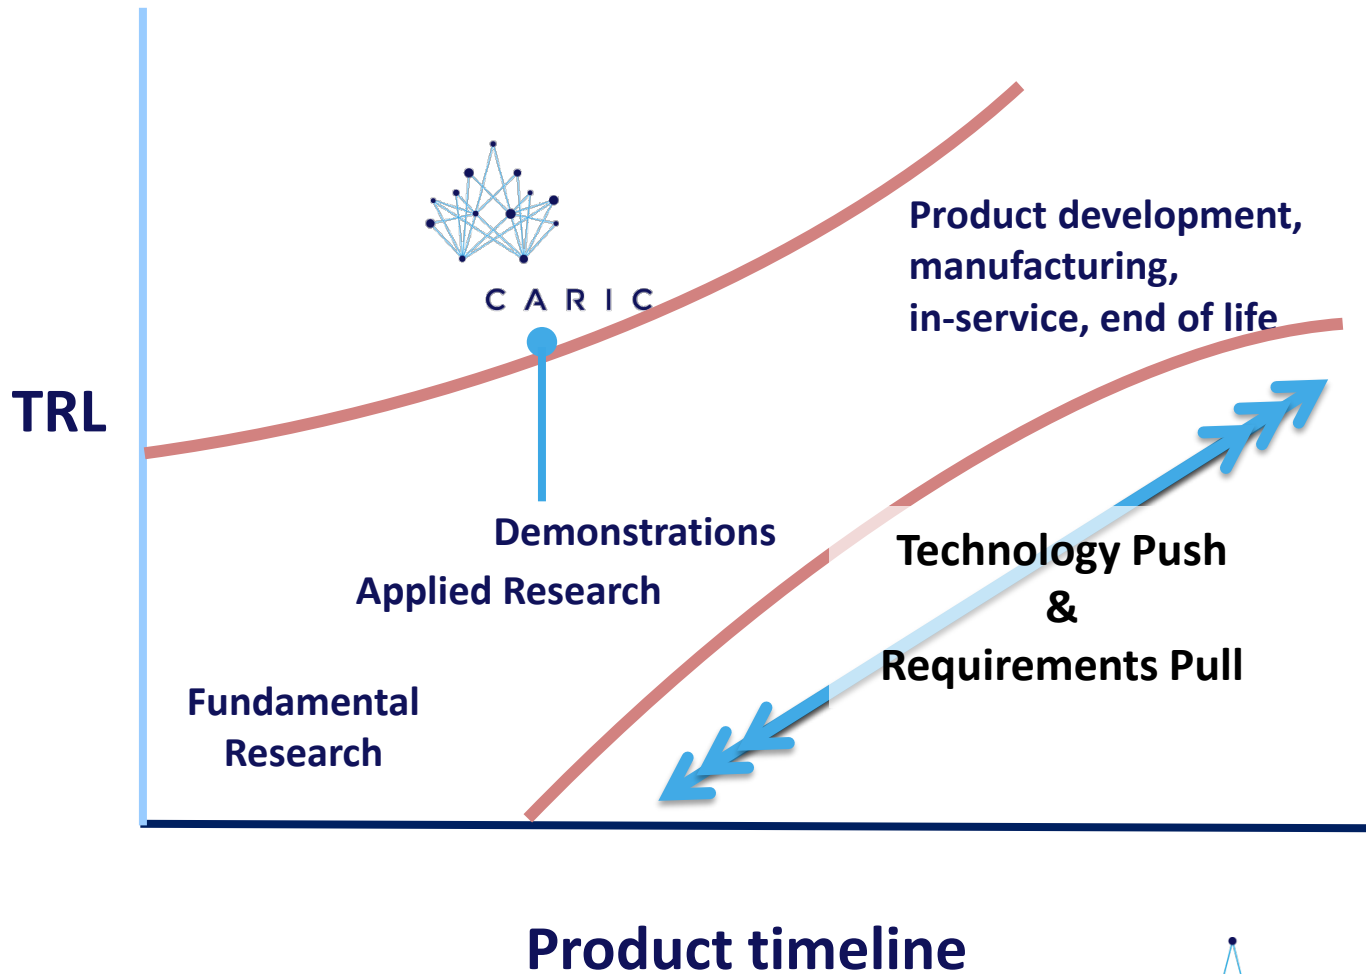 CARIC
Product development,
manufacturing,
in-service, end of life
TRL
Demonstrations
Applied Research
Technology Push
&
Requirements Pull
Fundamental
Research
Product timeline